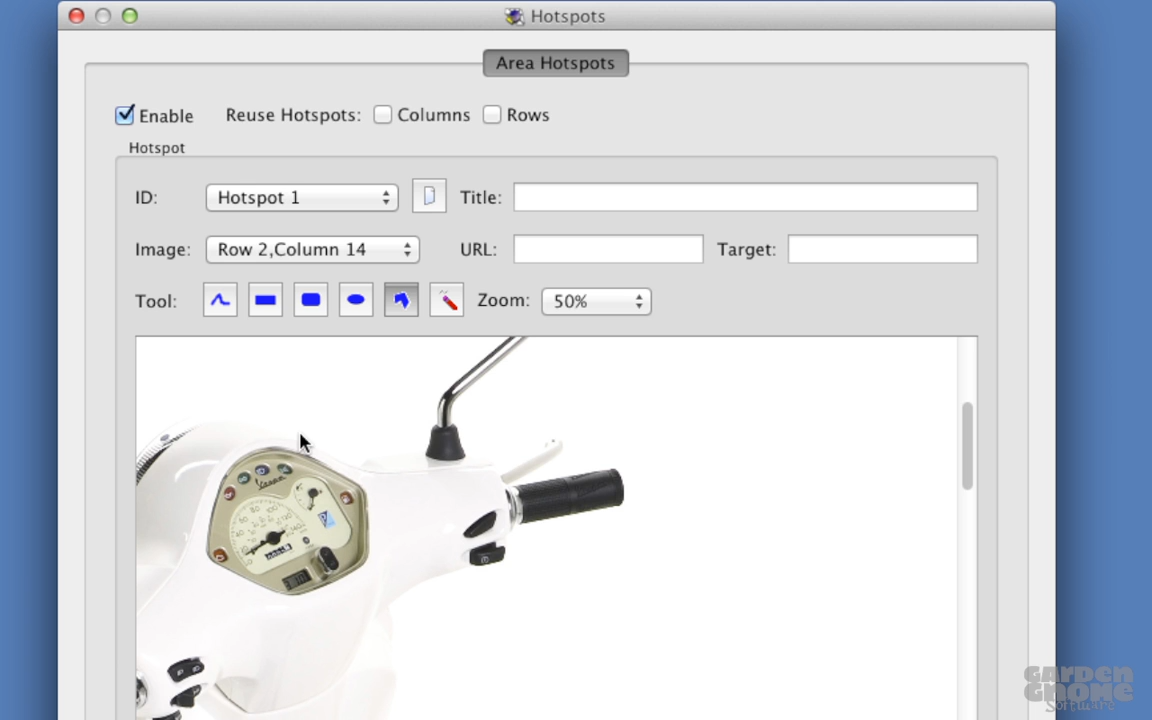 Hotspots
Area Hotspots
Enable Reuse Hotspots: Columns Rows
Hotspot
ID: Hotspot 1 Title:
Image: Row 2,Column 14 URL: Target:
Tool: Zoom: 50%
Vespa
GARDEN
GNOME
Software